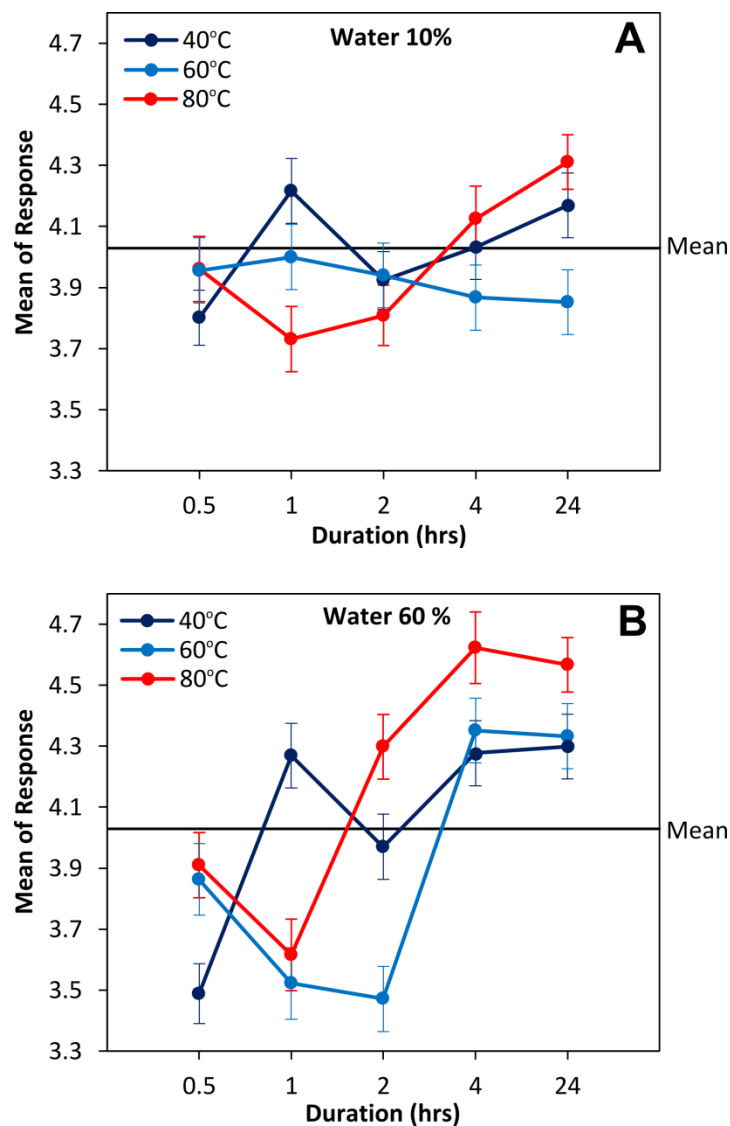 Water 10%
A
40°C
60°C
80°C
Mean of Response
4.7
4.5
4.3
4.1
3.9
3.7
3.5
3.3
Mean
0.5 1 2 4 24
Duration (hrs)
Water 60 %
B
40°C
60°C
80°C
Mean of Response
4.7
4.5
4.3
4.1
3.9
3.7
3.5
3.3
Mean
0.5 1 2 4 24
Duration (hrs)